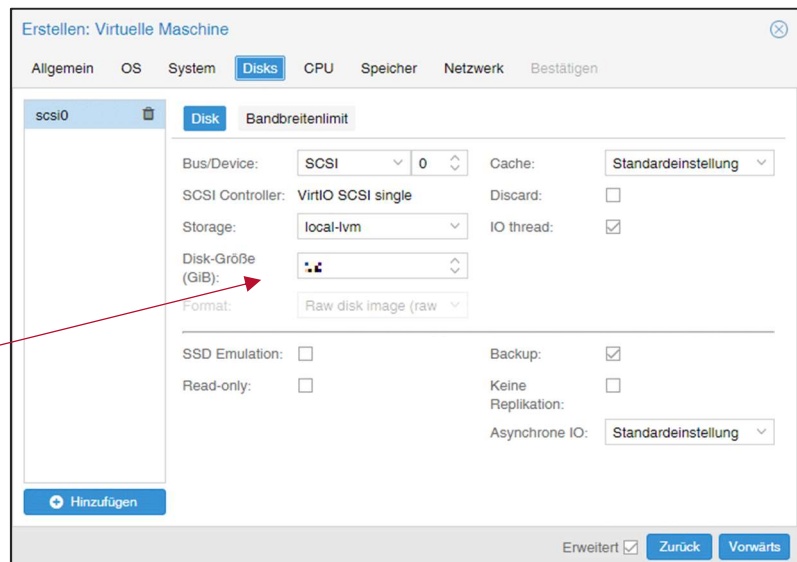 Erstellen: Virtuelle Maschine
Allgemein OS System Disks CPU Speicher Netzwerk Bestätigen
scsi0
Disk Bandbreitenlimit
Bus/Device: SCSI 0
SCSI Controller: VirtIO SCSI single
Storage: local-lvm
Disk-Größe
(GiB):
Format: Raw disk image (raw
Cache: Standardeinstellung
Discard:
IO thread:
SSD Emulation:
Read-only:
Backup:
Keine
Replikation:
Asynchrone IO: Standardeinstellung
Hinzufügen
Erweitert Zurück Vorwärts